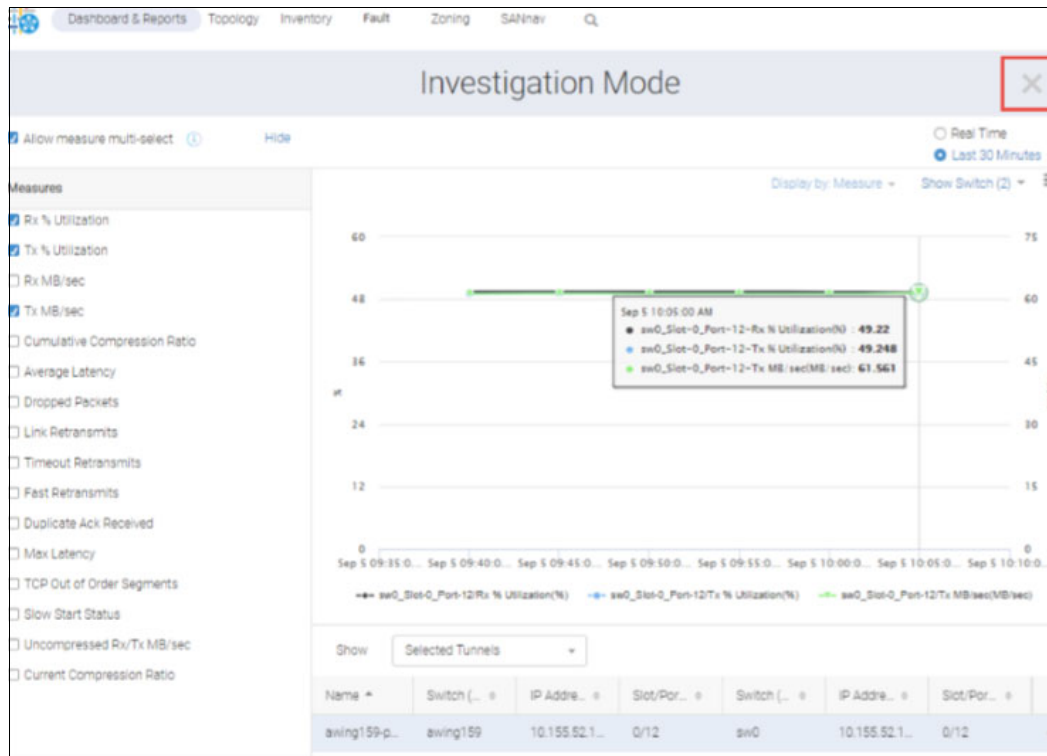 Dashboard & Reports Topology Inventory Fault Zoning SANnav
Investigation Mode
Allow measure multi-select Hide
Real Time
Last 30 Minutes
Measures
Display by: Measure Show Switch (2)
Rx % Utilization
Tx % Utilization
Rx MB/sec
Tx MB/sec
Cumulative Compression Ratio
Average Latency
Dropped Packets
Link Retransmits
Timeout Retransmits
Fast Retransmits
Duplicate Ack Received
Max Latency
TCP Out of Order Segments
Slow Start Status
Uncompressed Rx/Tx MB/sec
Current Compression Ratio
60 75
48 60
36 45
%
24 30
12 15
0 0
Sep 5 10:05:00 AM
sw0_Slot-0_Port-12-Rx % Utilization(%) : 49.22
sw0_Slot-0_Port-12-Tx % Utilization(%) : 49.248
sw0_Slot-0_Port-12-Tx MB/sec(MB/sec): 61.561
Sep 5 09:35:0... Sep 5 09:40:0... Sep 5 09:45:0... Sep 5 09:50:0... Sep 5 09:55:0... Sep 5 10:00:0... Sep 5 10:05:0... Sep 5 10:10:0...
sw0_Slot-0_Port-12/Rx % Utilization(%) sw0_Slot-0_Port-12/Tx % Utilization(%) sw0_Slot-0_Port-12/Tx MB/sec(MB/sec)
Show Selected Tunnels
Name Switch (... IP Addre... Slot/Por... Switch (... IP Addre... Slot/Por...
awing159-p... awing159 10.155.52.1... 0/12 sw0 10.155.52.1... 0/12